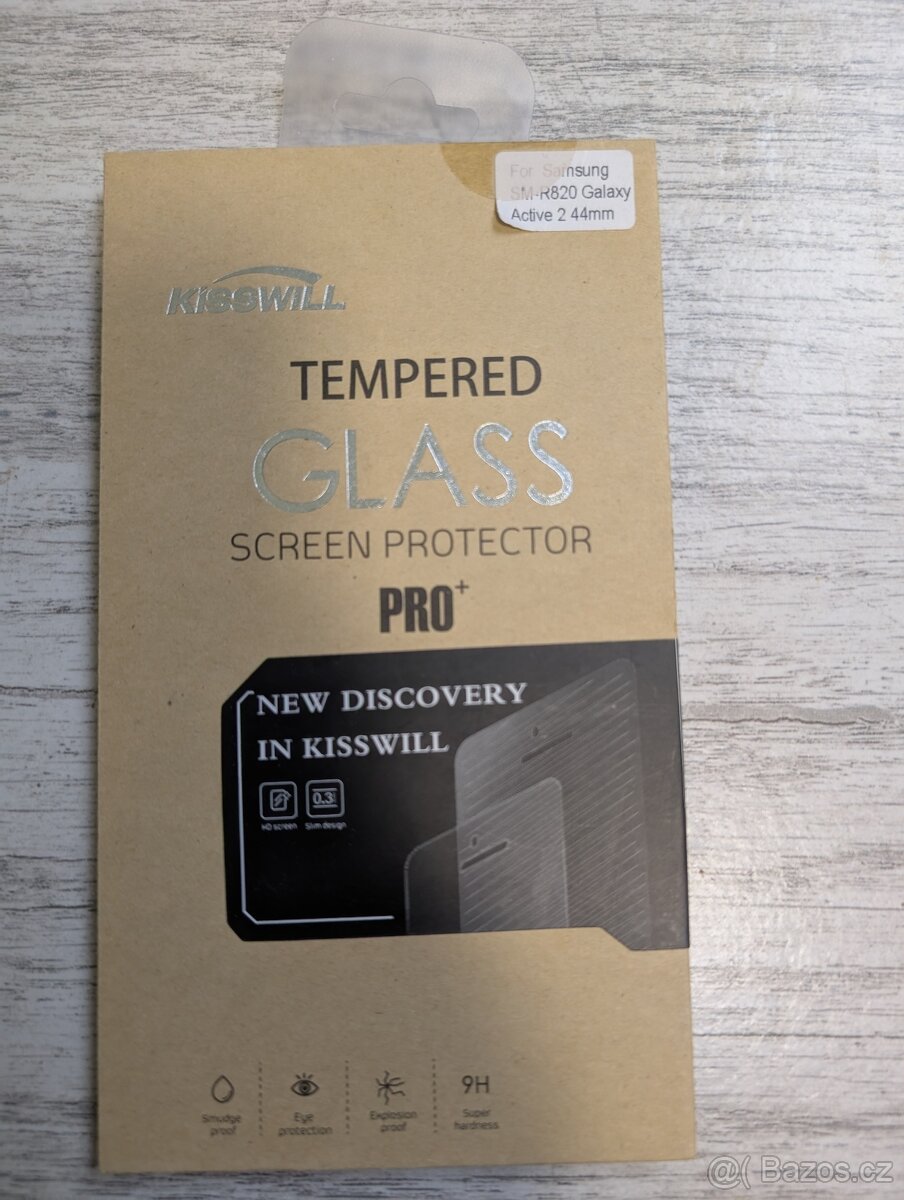 For Samsung
SM-R820 Galaxy
Active 2 44mm
KISSWILL
TEMPERED
GLASS
SCREEN PROTECTOR
PRO+
NEW DISCOVERY
IN KISSWILL
0.3
HD screen
Slim design
9H
Smudge
proof
Eye
protection
Explosion
proof
Super
hardness
@( Bazos.cz